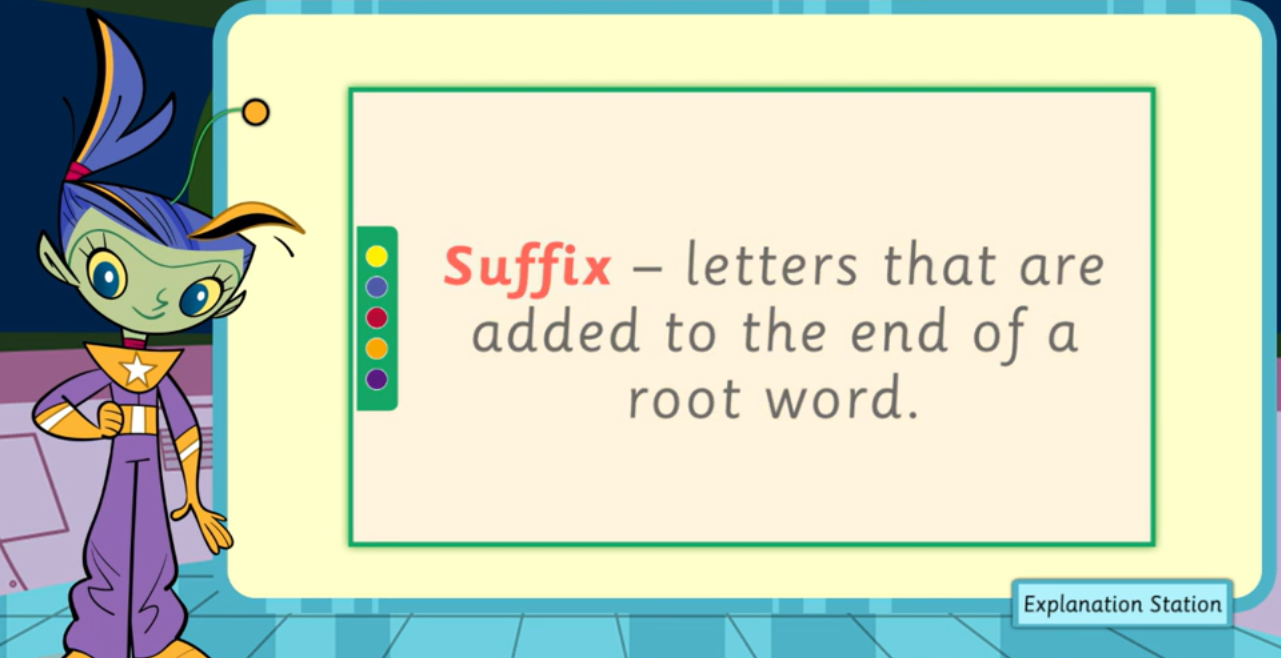 Suffix – letters that are
added to the end of a
root word.
Explanation Station